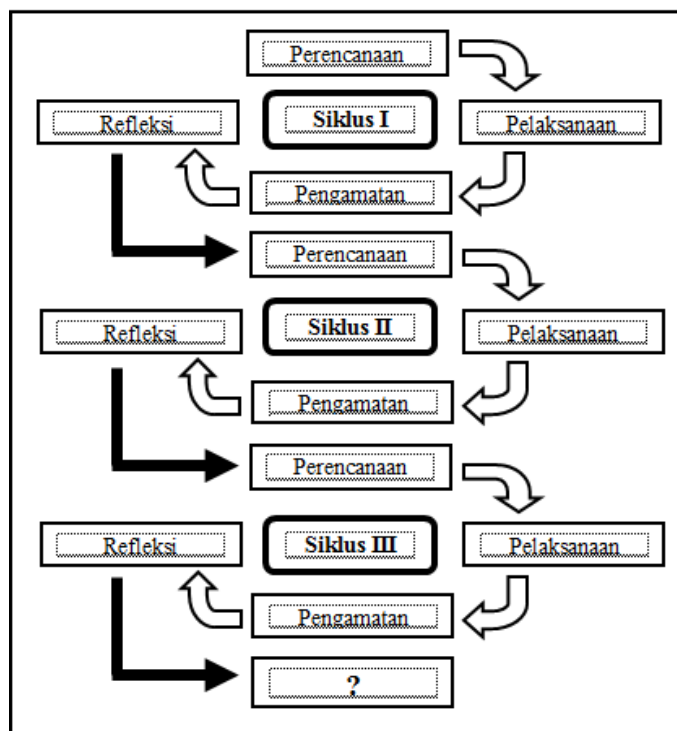 Perencanaan
Refleksi
Siklus I
Pelaksanaan
Pengamatan
Perencanaan
Refleksi
Siklus II
Pelaksanaan
Pengamatan
Perencanaan
Refleksi
Siklus III
Pelaksanaan
Pengamatan
?